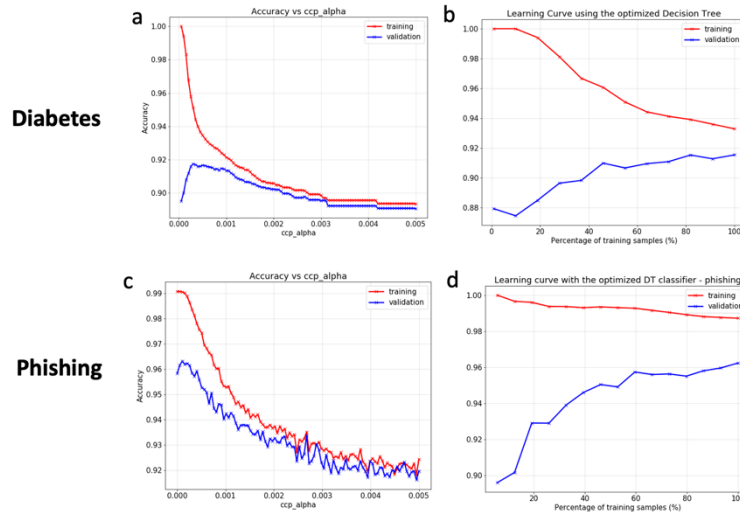 a
Accuracy vs ccp_alpha
training
validation
1.00
0.98
0.96
0.94
0.92
0.90
Accuracy
0.000
0.001
0.002
0.003
0.004
0.005
ccp_alpha
b
Learning Curve using the optimized Decision Tree
training
validation
1.00
0.98
0.96
0.94
0.92
0.90
0.88
0
20
40
60
80
100
Percentage of training samples (%)
Diabetes
c
Accuracy vs ccp_alpha
training
validation
0.99
0.98
0.97
0.96
0.95
0.94
0.93
0.92
Accuracy
0.000
0.001
0.002
0.003
0.004
0.005
ccp_alpha
d
Learning curve with the optimized DT classifier - phishing
training
validation
1.00
0.98
0.96
0.94
0.92
0.90
20
40
60
80
100
Percentage of training samples (%)
Phishing